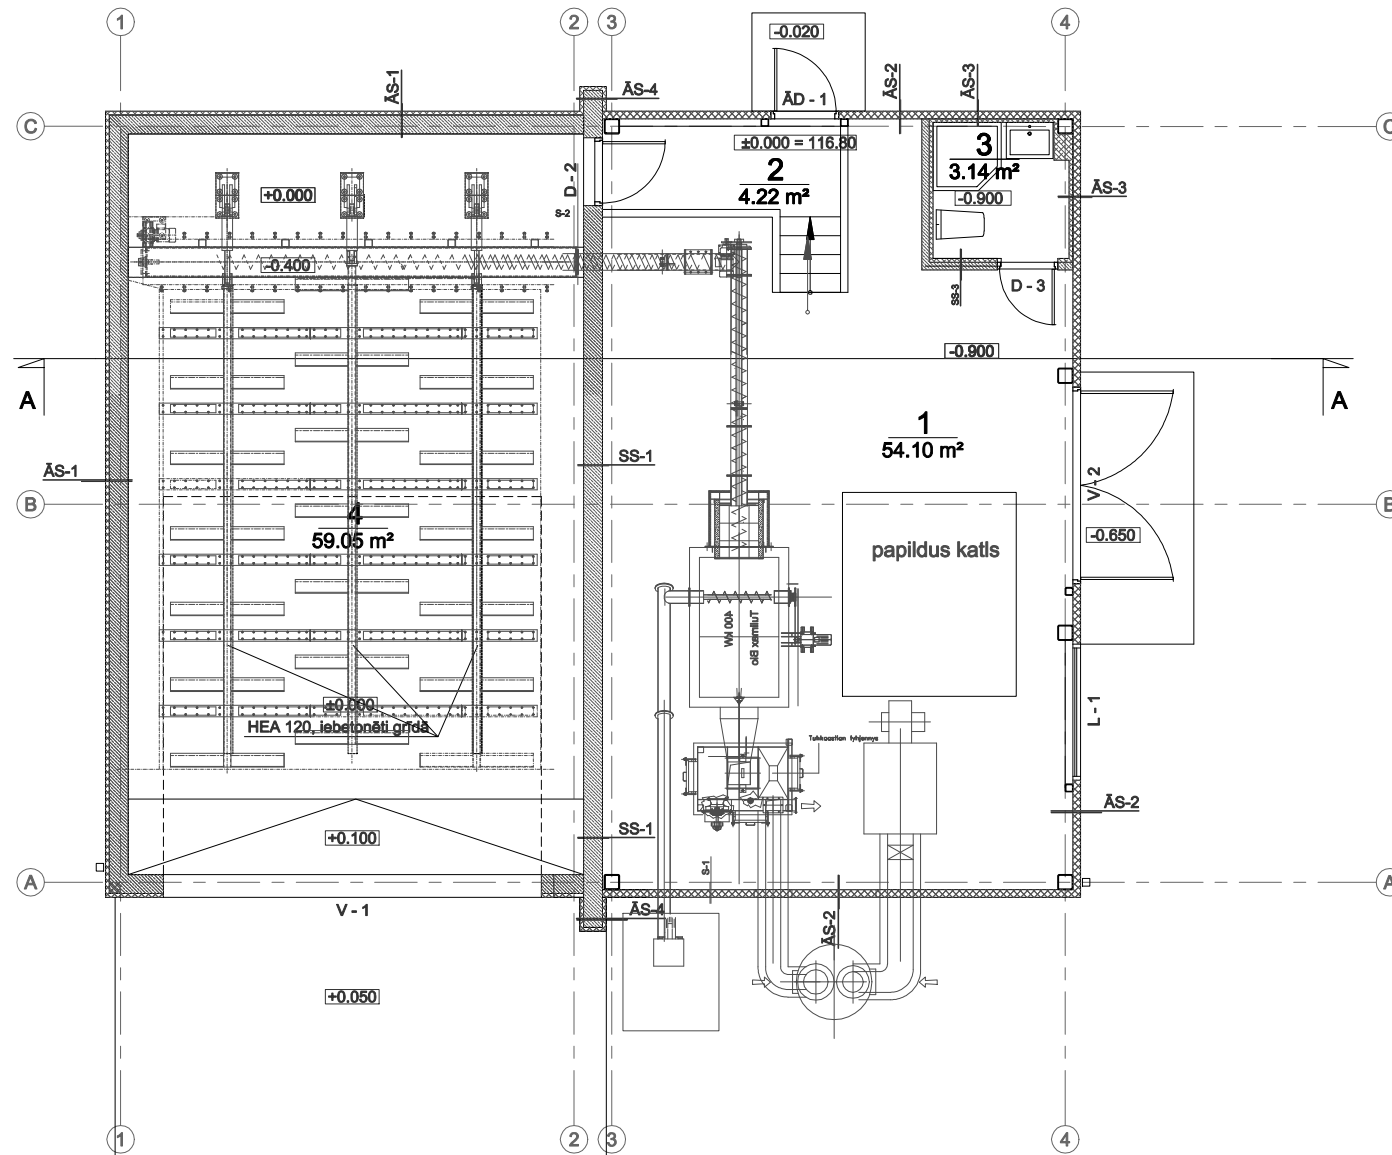 1
2
3
4
-0.020
ĀS-1
ĀS-4
ĀD - 1
ĀS-2
ĀS-3
C
C
±0.000 = 116.80
2
4.22 m²
3
3.14 m²
-0.900
ĀS-3
D - 2
S-2
+0.000
-0.400
SS-3
D - 3
-0.900
A
A
1
54.10 m²
ĀS-1
SS-1
V - 2
B
B
4
59.05 m²
-0.650
papildus katls
Tulimax Bio
400 kW
±0.000
HEA 120, iebetonēti grīdā
L - 1
Tuhkaastian tyhjennys
ĀS-2
+0.100
SS-1
S-1
A
A
V - 1
ĀS-4
ĀS-2
+0.050
1
2
3
4